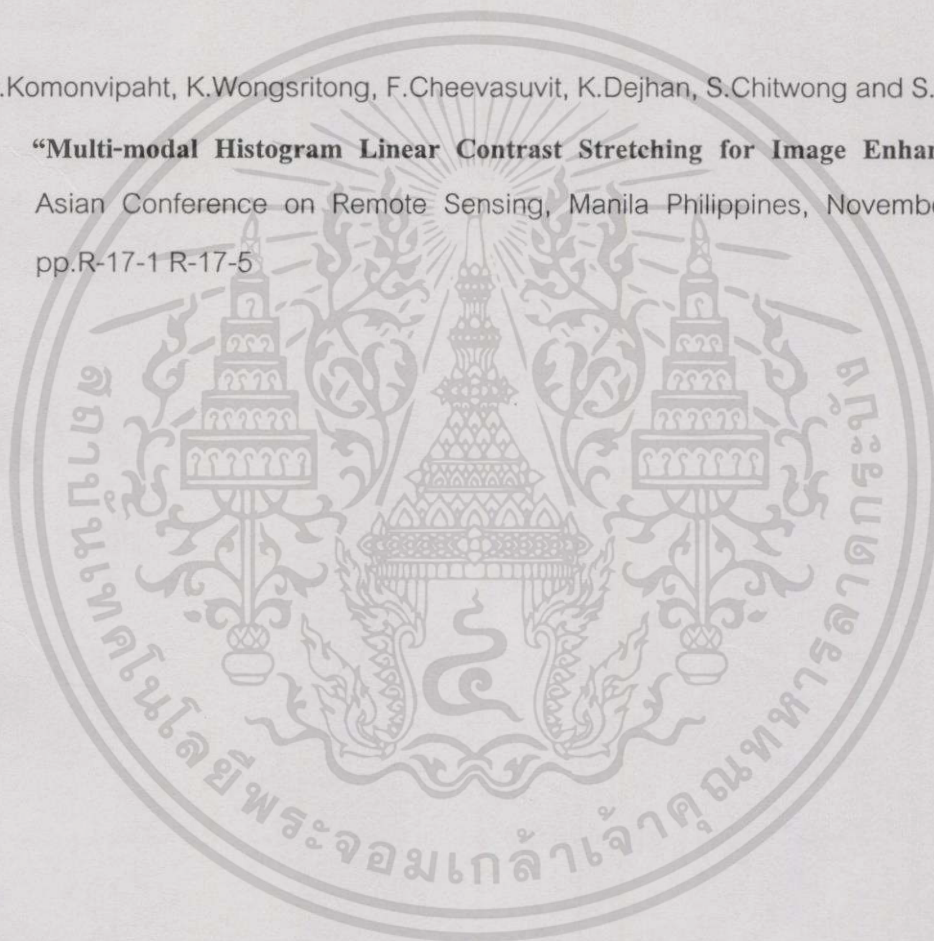 .Komonvipaht, K.Wongsritong, F.Cheevasuvit, K.Dejhan, S.Chitwong and S.
“Multi-modal Histogram Linear Contrast Stretching for Image
Asian Conference on Remote Sensing, Manila Philippines,
pp.R-17-1 R-17-5
สถาบันเทคโนโลยีพระจอมเกล้าเจ้าคุณทหารลาดกระบัง